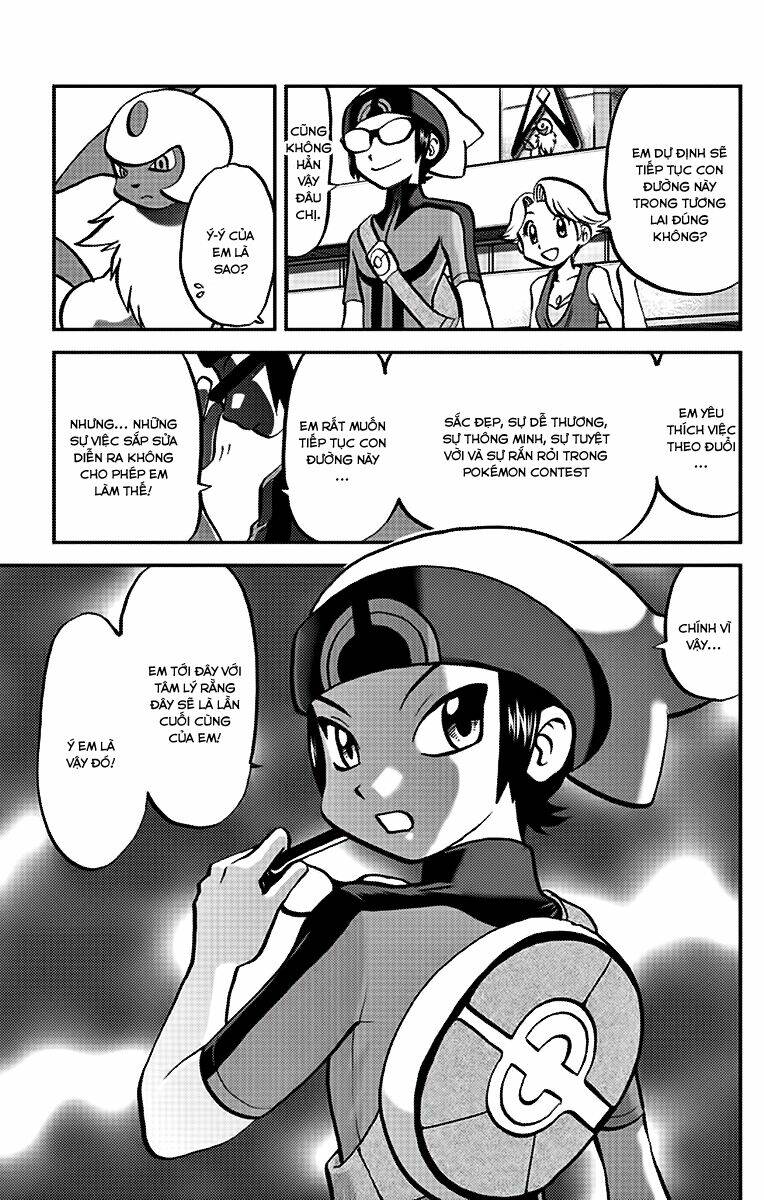 EM DỰ ĐỊNH SẼ
TIẾP TỤC CON
ĐƯỜNG NÀY
TRONG TƯƠNG
LAI ĐÚNG
KHÔNG?
CŨNG
KHÔNG
HẲN
VẬY
ĐÂU
CHỊ.
Ý-Ý CỦA
EM LÀ
SAO?
EM YÊU
THÍCH VIỆC
THEO ĐUỔI
...
SẮC ĐẸP, SỰ DỄ THƯƠNG,
SỰ THÔNG MINH, SỰ TUYỆT
VỜI VÀ SỰ RẮN RỎI TRONG
POKÉMON CONTEST
EM RẤT MUỐN
TIẾP TỤC CON
ĐƯỜNG NÀY
...
NHƯNG... NHỮNG
SỰ VIỆC SẮP SỬA
DIỄN RA KHÔNG
CHO PHÉP EM
LÀM THẾ!
CHÍNH VÌ
VẬY...
EM TỚI ĐÂY VỚI
TÂM LÝ RẰNG
ĐÂY SẼ LÀ LẦN
CUỐI CÙNG
CỦA EM!
Ý EM LÀ
VẬY ĐÓ!